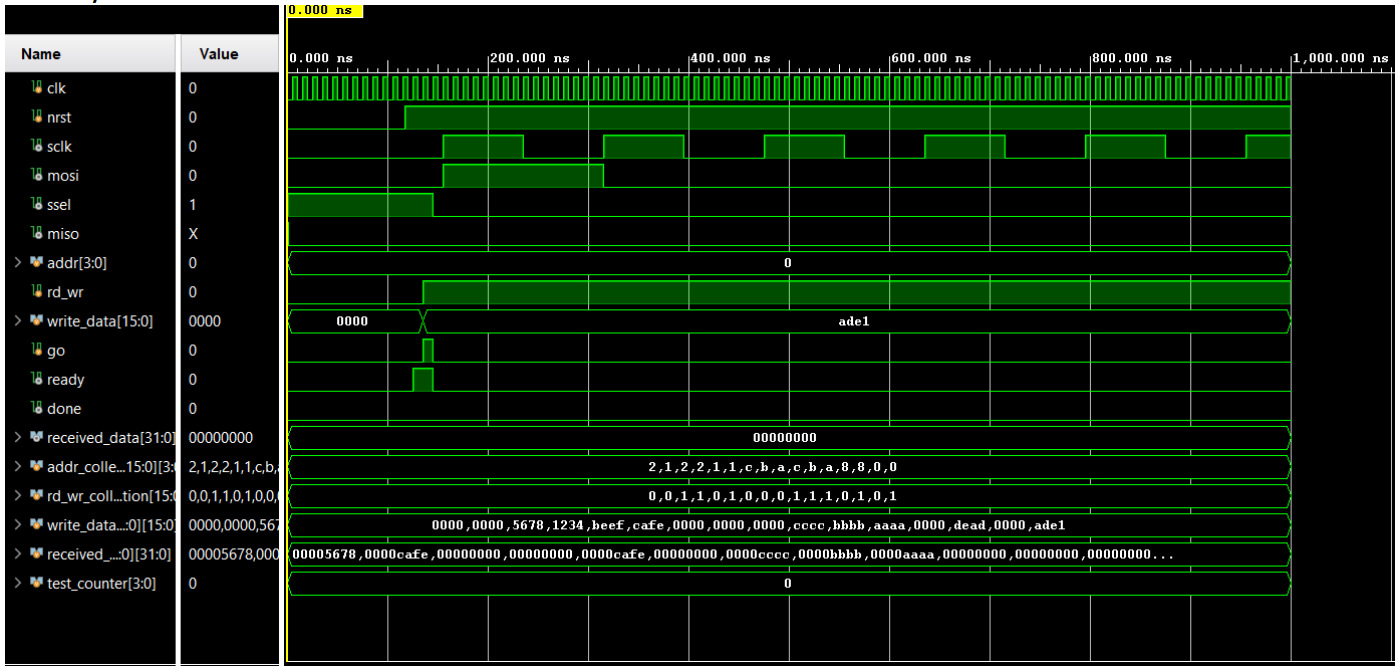 0.000 ns
Name Value 0.000 ns 200.000 ns 400.000 ns 600.000 ns 800.000 ns 1,000.000 ns
clk 0
nrst 0
sclk 0
mosi 0
ssel 1
miso X
addr[3:0] 0 0
rd_wr 0
write_data[15:0] 0000 0000 ade1
go 0
ready 0
done 0
received_data[31:0] 00000000 00000000
addr_colle...15:0][3:0 2,1,2,2,1,1,c,b, 2,1,2,2,1,1,c,b,a,c,b,a,8,8,0,0
rd_wr_coll...tion[15:0 0,0,1,1,0,1,0,0, 0,0,1,1,0,1,0,0,0,1,1,1,0,1,0,1
write_data...:0][15:0] 0000,0000,567 0000,0000,5678,1234,beef,cafe,0000,0000,0000,cccc,bbbb,aaaa,0000,dead,0000,ade1
received_...:0][31:0] 00005678,000 00005678,0000cafe,00000000,00000000,0000cafe,00000000,0000cccc,0000bbbb,0000aaaa,00000000,00000000,00000000...
test_counter[3:0] 0 0